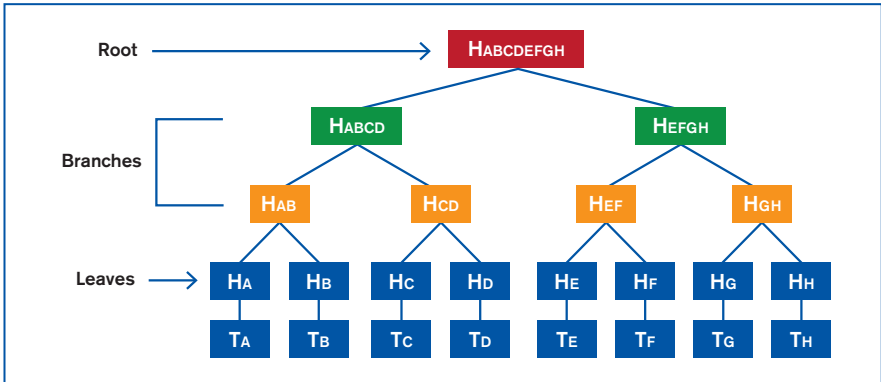 Root
HABCDEFGH
HABCD HEFGH
Branches
HAB HCD HEF HGH
Leaves
HA HB HC HD HE HF HG HH
TA TB TC TD TE TF TG TH